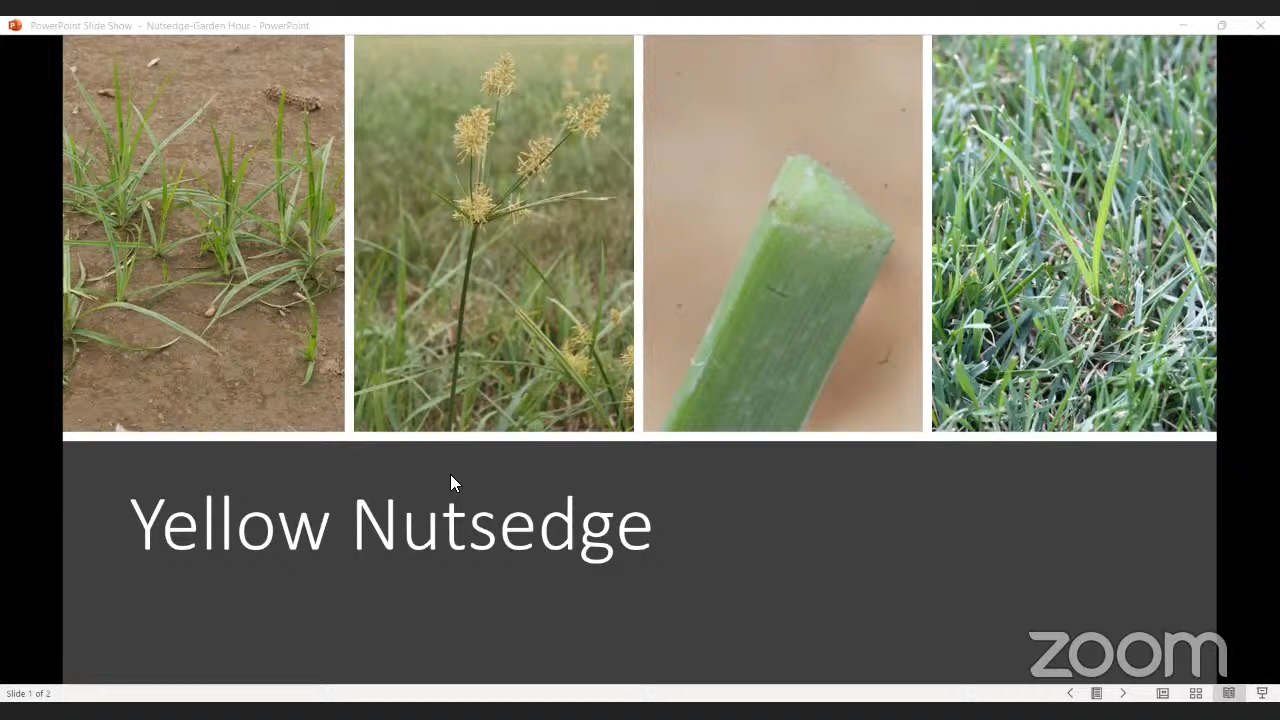 PowerPoint Slide Show - Nutsedge-Garden Hour - PowerPoint
Yellow Nutsedge
zoom
Slide 1 of 2